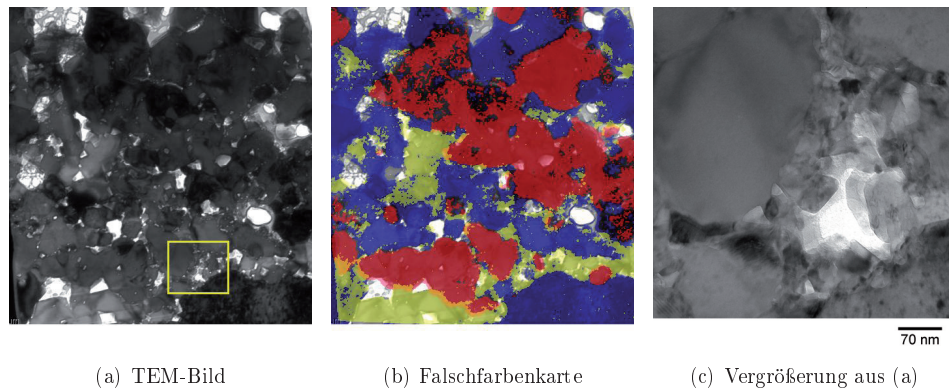 70 nm
(a) TEM-Bild
(b) Falschfarbenkarte
(c) Vergrößerung aus (a)